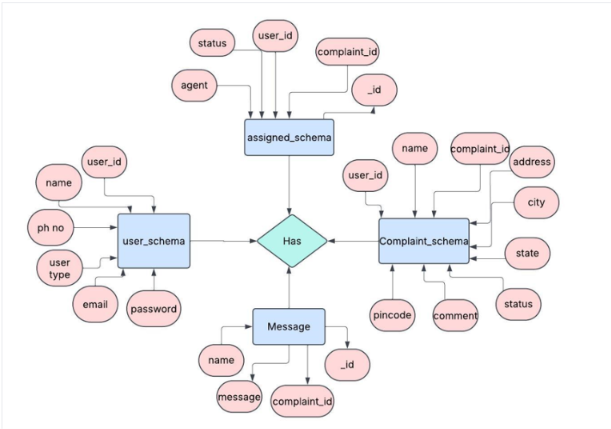 status
user_id
complaint_id
agent
_id
assigned_schema
name
complaint_id
address
user_id
user_id
name
city
ph no
user_schema
Has
Complaint_schema
state
user
type
email
password
pincode
comment
status
Message
name
_id
message
complaint_id